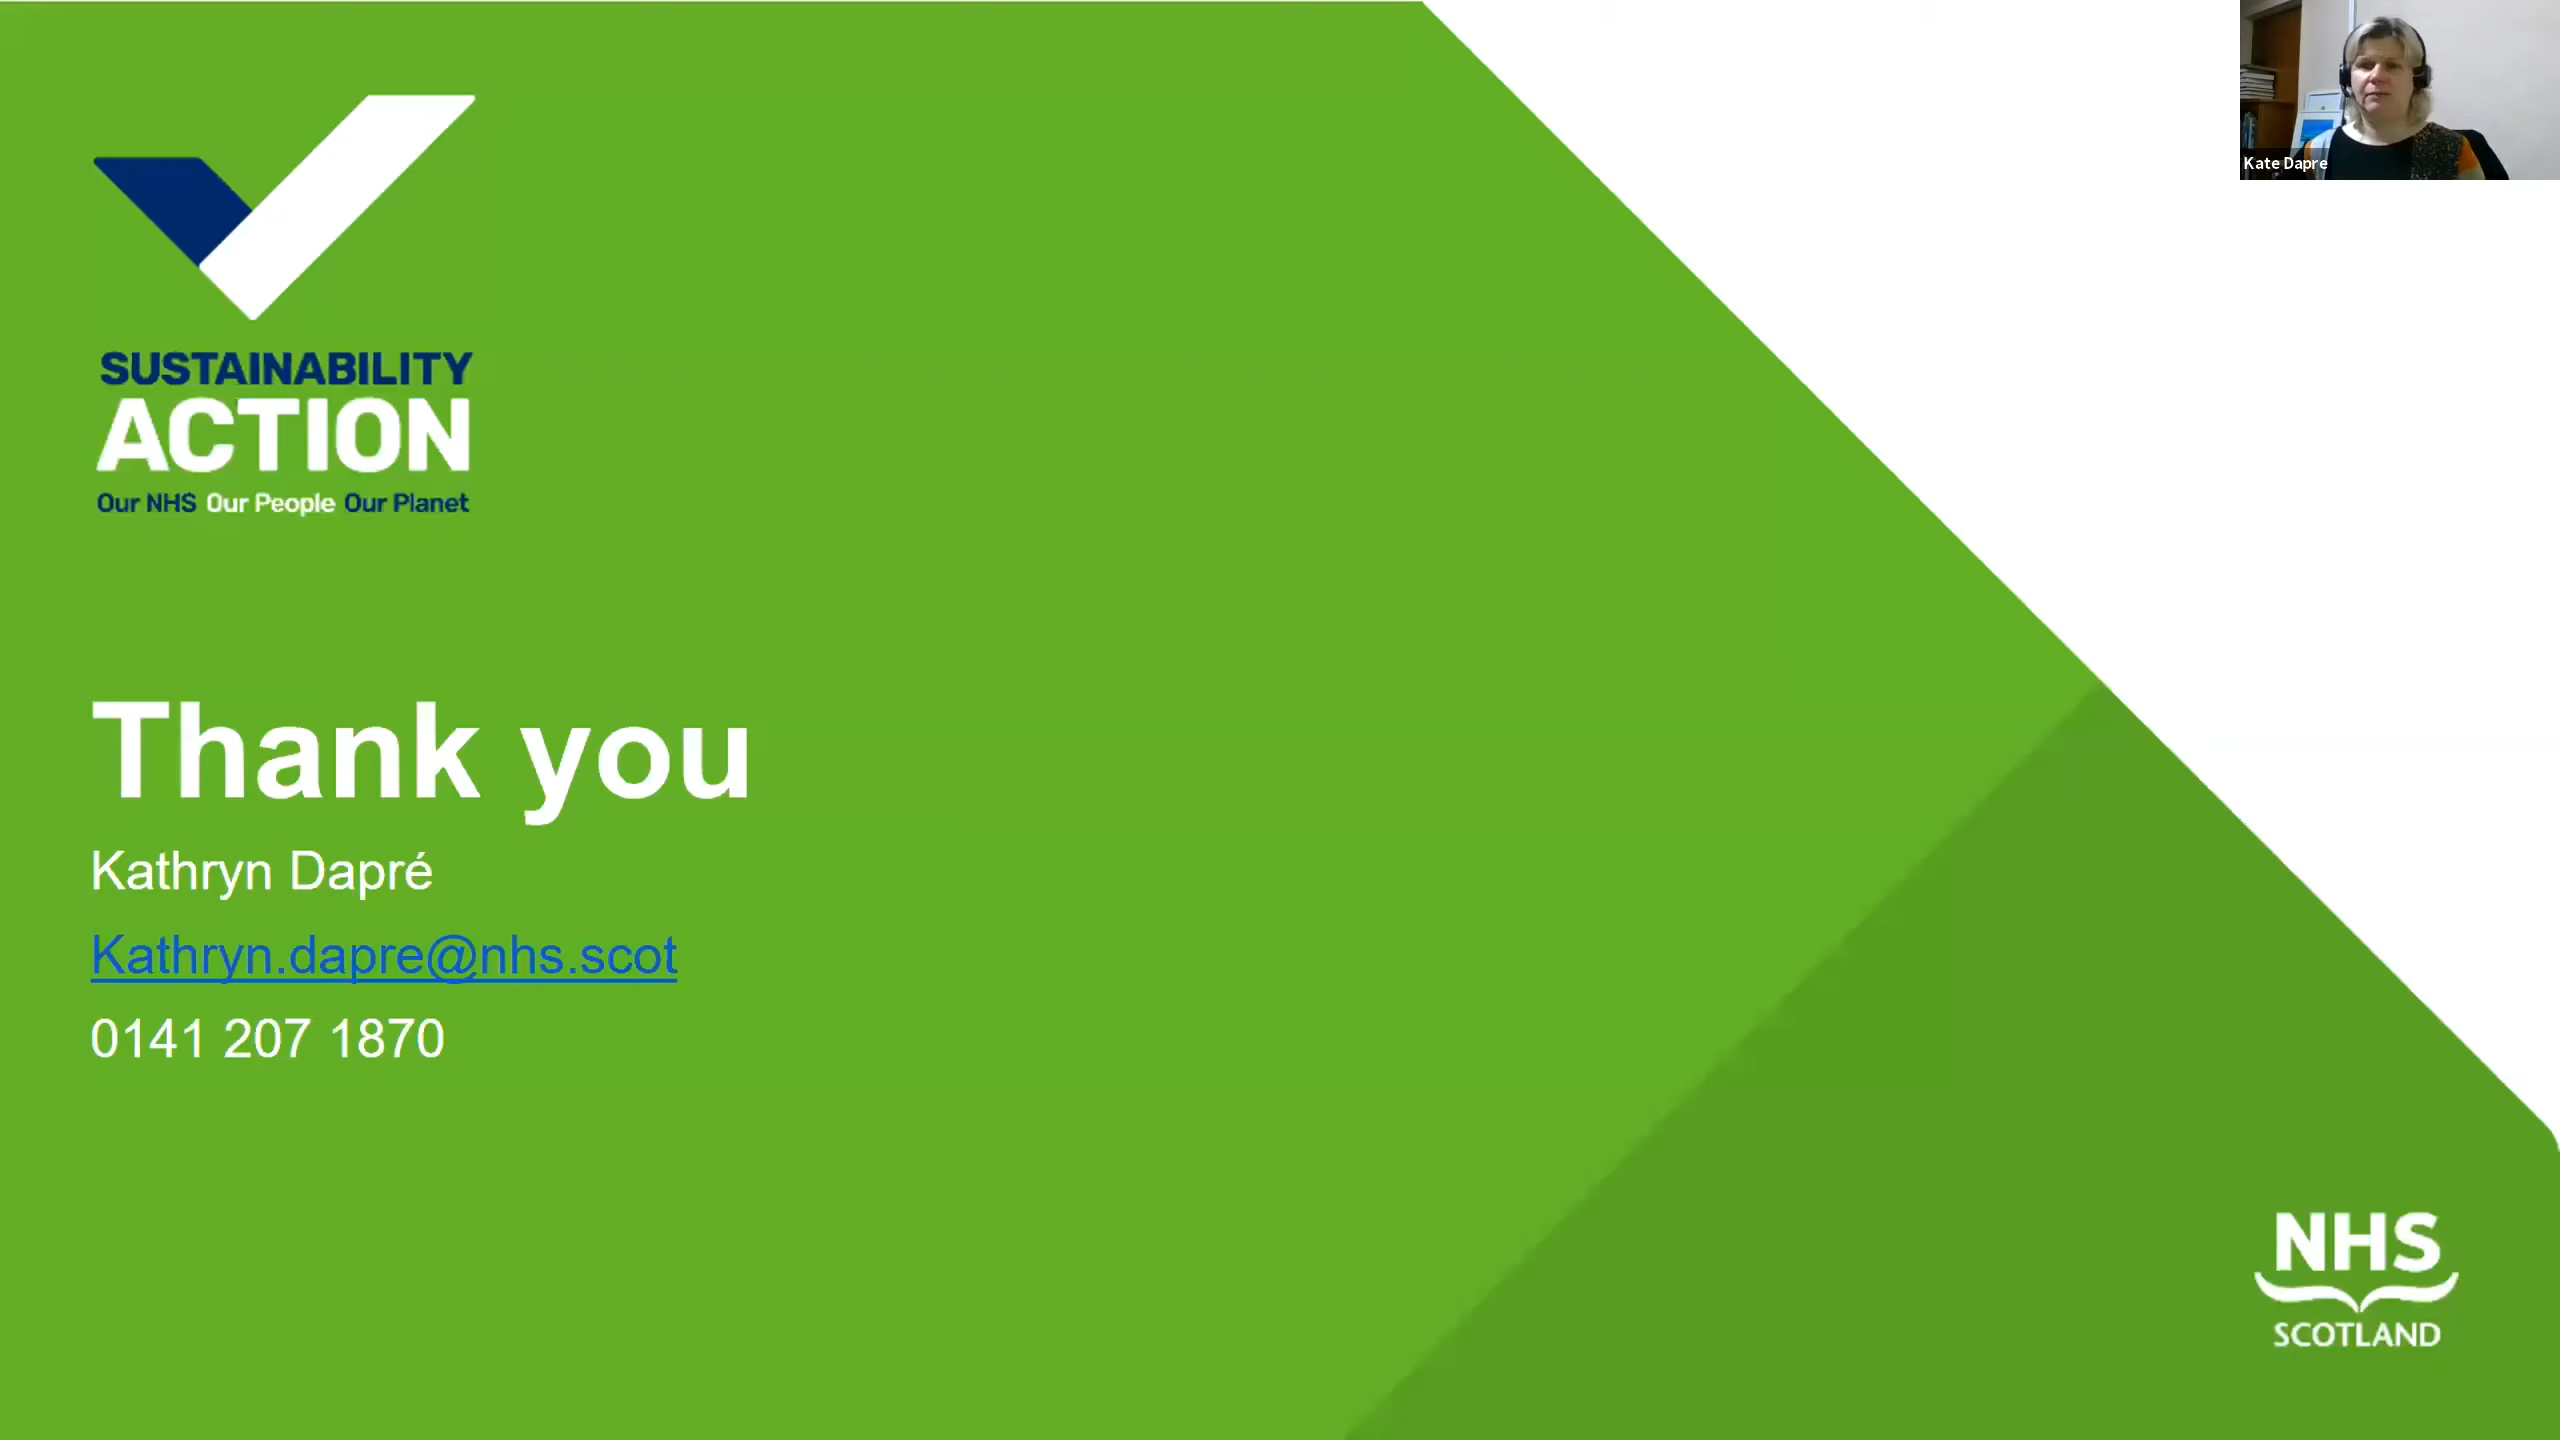 Kate Dapre
SUSTAINABILITY
ACTION
Our NHS Our People Our Planet
Thank you
Kathryn Dapré
Kathryn.dapre@nhs.scot
0141 207 1870
NHS
SCOTLAND